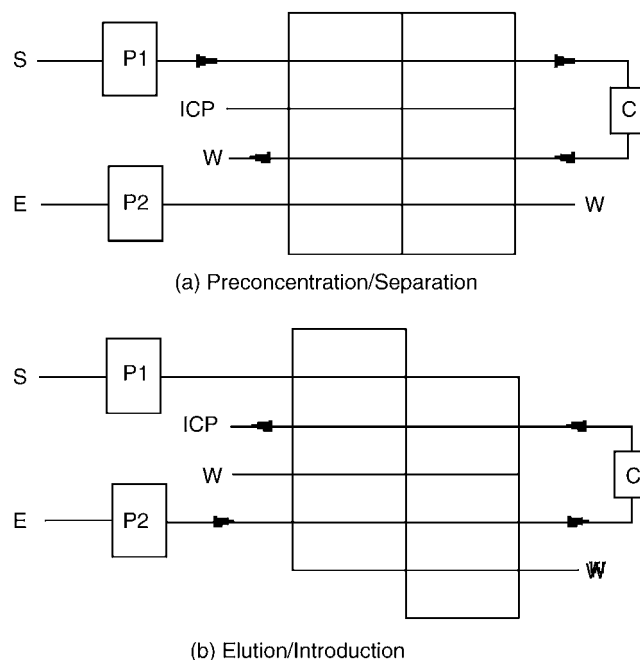 S P1
C
ICP
W
E P2 W
(a) Preconcentration/Separation
S P1
ICP
C
W
E P2
W
(b) Elution/Introduction